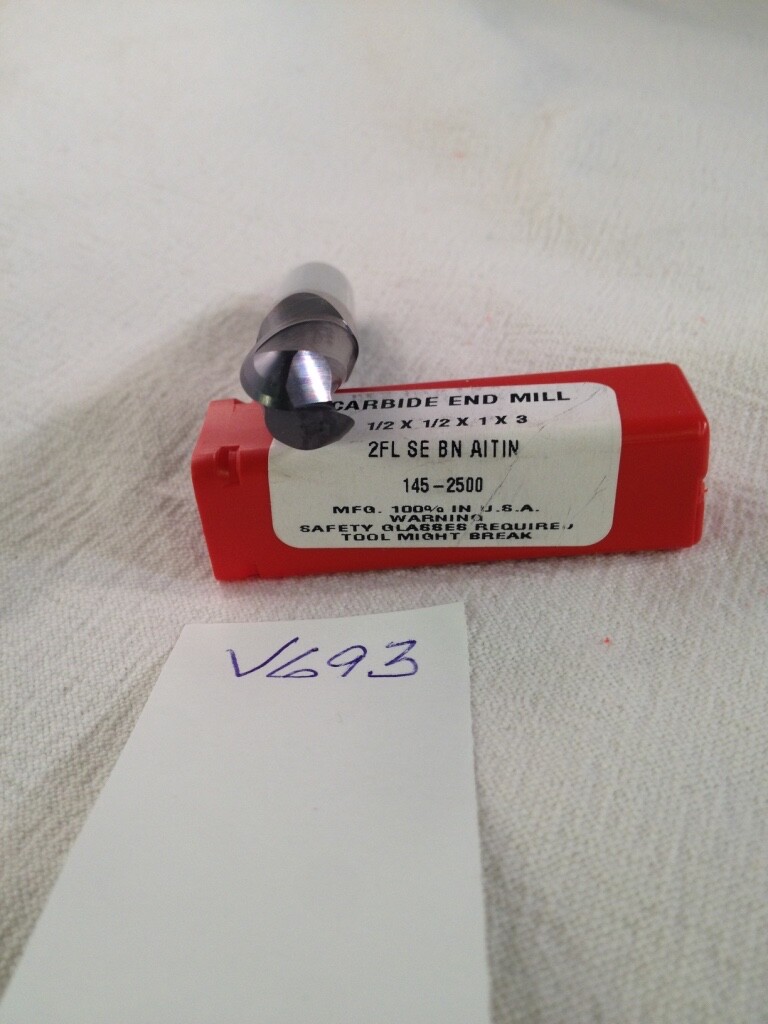 CARBIDE END MILL
1/2 X 1/2 X 1 X 3
2FL SE BN AITIN
145-2500
MFG. 100% IN U.S.A.
WARNING
SAFETY GLASSES REQUIRED
TOOL MIGHT BREAK
V693